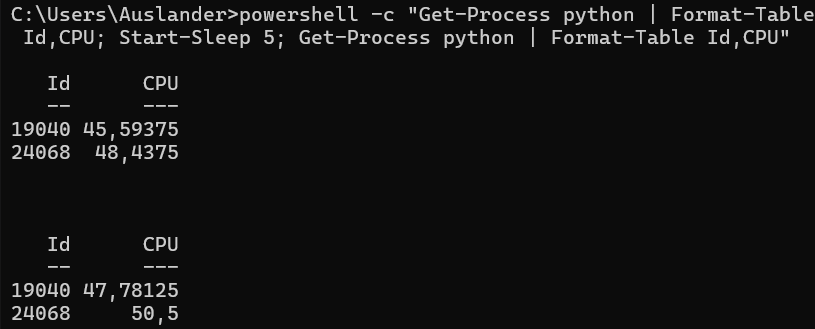 C:\Users\Auslander>powershell -c "Get-Process python | Format-Table
Id,CPU; Start-Sleep 5; Get-Process python | Format-Table Id,CPU"
Id CPU
-- ---
19040 45,59375
24068 48,4375
Id CPU
-- ---
19040 47,78125
24068 50,5